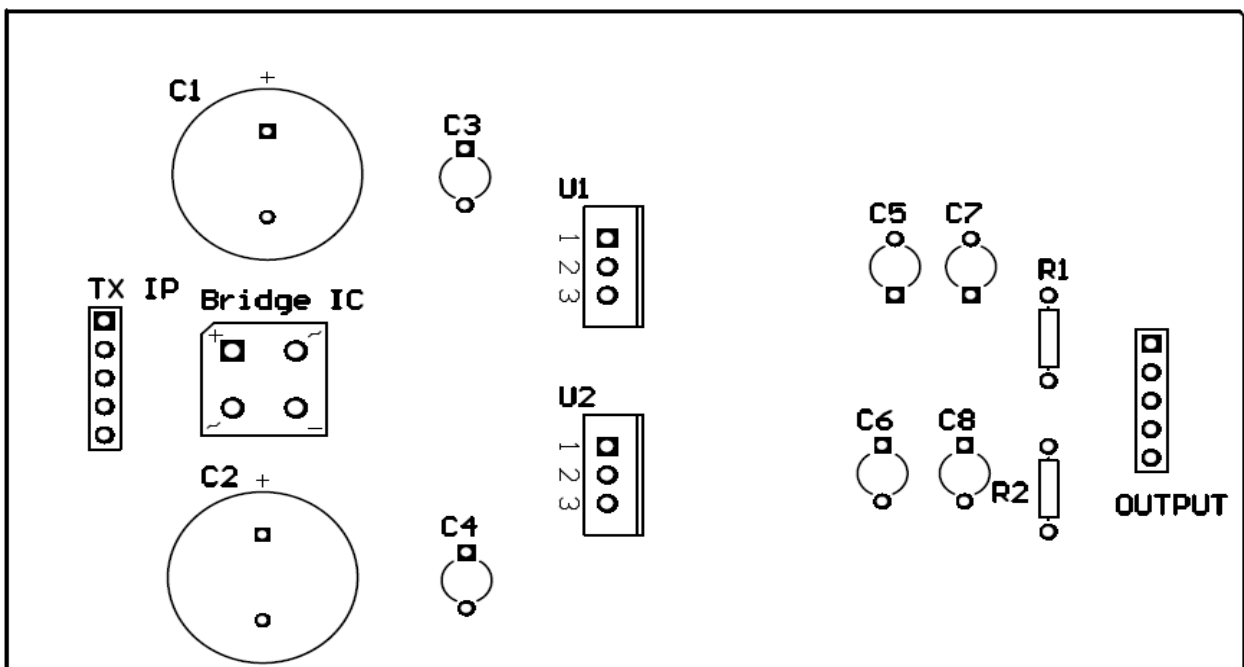 C1
+
C3
U1
1
2
3
C5
C7
R1
TX IP
Bridge IC
+
~
~
–
U2
1
2
3
C6
C8
R2
OUTPUT
C2
+
C4